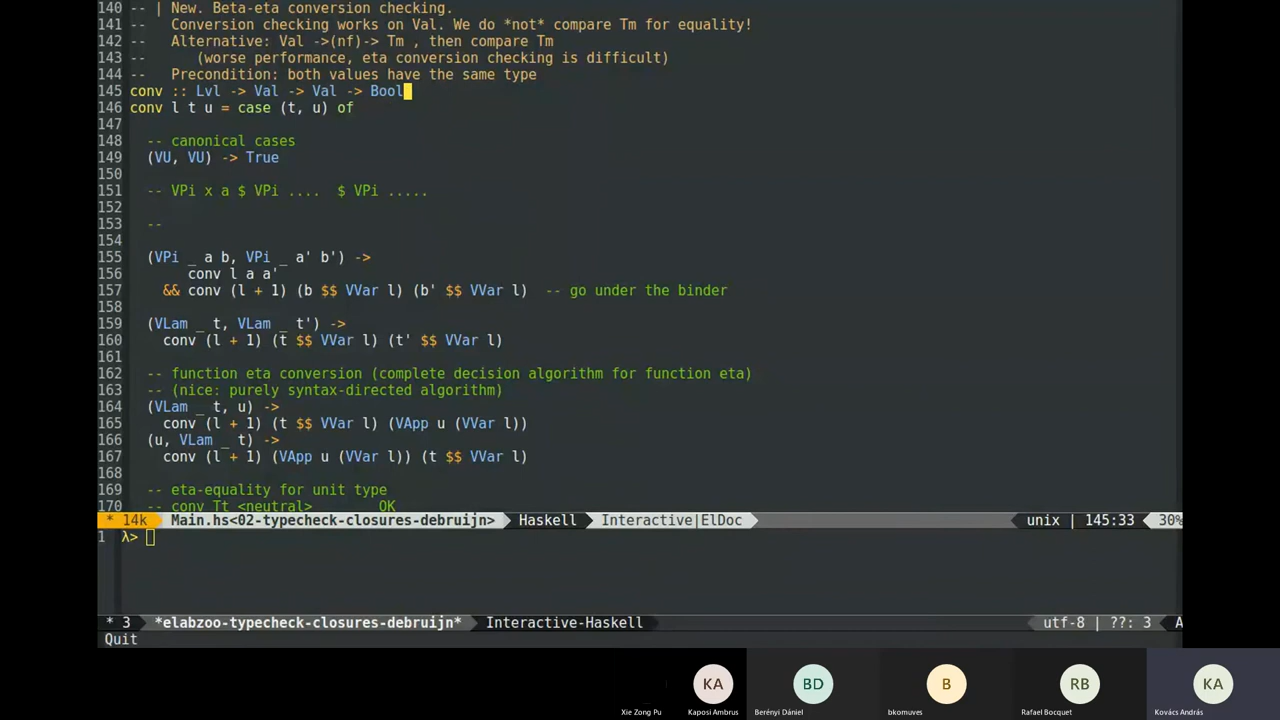 140 -- | New. Beta-eta conversion checking.
141 --   Conversion checking works on Val. We do *not* compare Tm for equality!
142 --   Alternative: Val ->(nf)-> Tm , then compare Tm
143 --      (worse performance, eta conversion checking is difficult)
144 --   Precondition: both values have the same type
145 conv :: Lvl -> Val -> Val -> Bool
146 conv l t u = case (t, u) of
147
148   -- canonical cases
149   (VU, VU) -> True
150
151   -- VPi x a $ VPi ....  $ VPi .....
152
153   --
154
155   (VPi _ a b, VPi _ a' b') ->
156        conv l a a'
157     && conv (l + 1) (b $$ VVar l) (b' $$ VVar l)  -- go under the binder
158
159   (VLam _ t, VLam _ t') ->
160     conv (l + 1) (t $$ VVar l) (t' $$ VVar l)
161
162   -- function eta conversion (complete decision algorithm for function eta)
163   -- (nice: purely syntax-directed algorithm)
164   (VLam _ t, u) ->
165     conv (l + 1) (t $$ VVar l) (VApp u (VVar l))
166   (u, VLam _ t) ->
167     conv (l + 1) (VApp u (VVar l)) (t $$ VVar l)
168
169   -- eta-equality for unit type
170   -- conv Tt <neutral>        OK
* 14k Main.hs<02-typecheck-closures-debruijn> Haskell Interactive|ElDoc unix | 145:33 30%
1 λ>
* 3 *elabzoo-typecheck-closures-debruijn* Interactive-Haskell utf-8 | ??: 3 A
Quit
KA BD B RB KA
Xie Zong Pu Kaposi Ambrus Berényi Dániel bkomuves Rafael Bocquet Kovács András